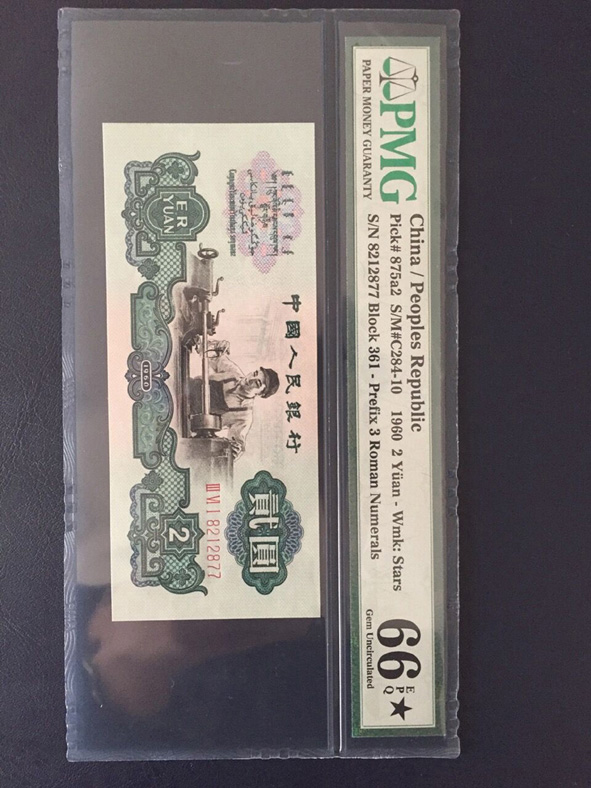 PMG
PAPER MONEY GUARANTY
China / Peoples Republic
Pick# 875a2 S/M#C284-10 1960 2 Yüan - Wmk: Stars
S/N 8212877 Block 361 - Prefix 3 Roman Numerals
66 EPQ ★
Gem Uncirculated
中國人民銀行
ER
YUAN
貳圓
III VI I 8212877
1960
2